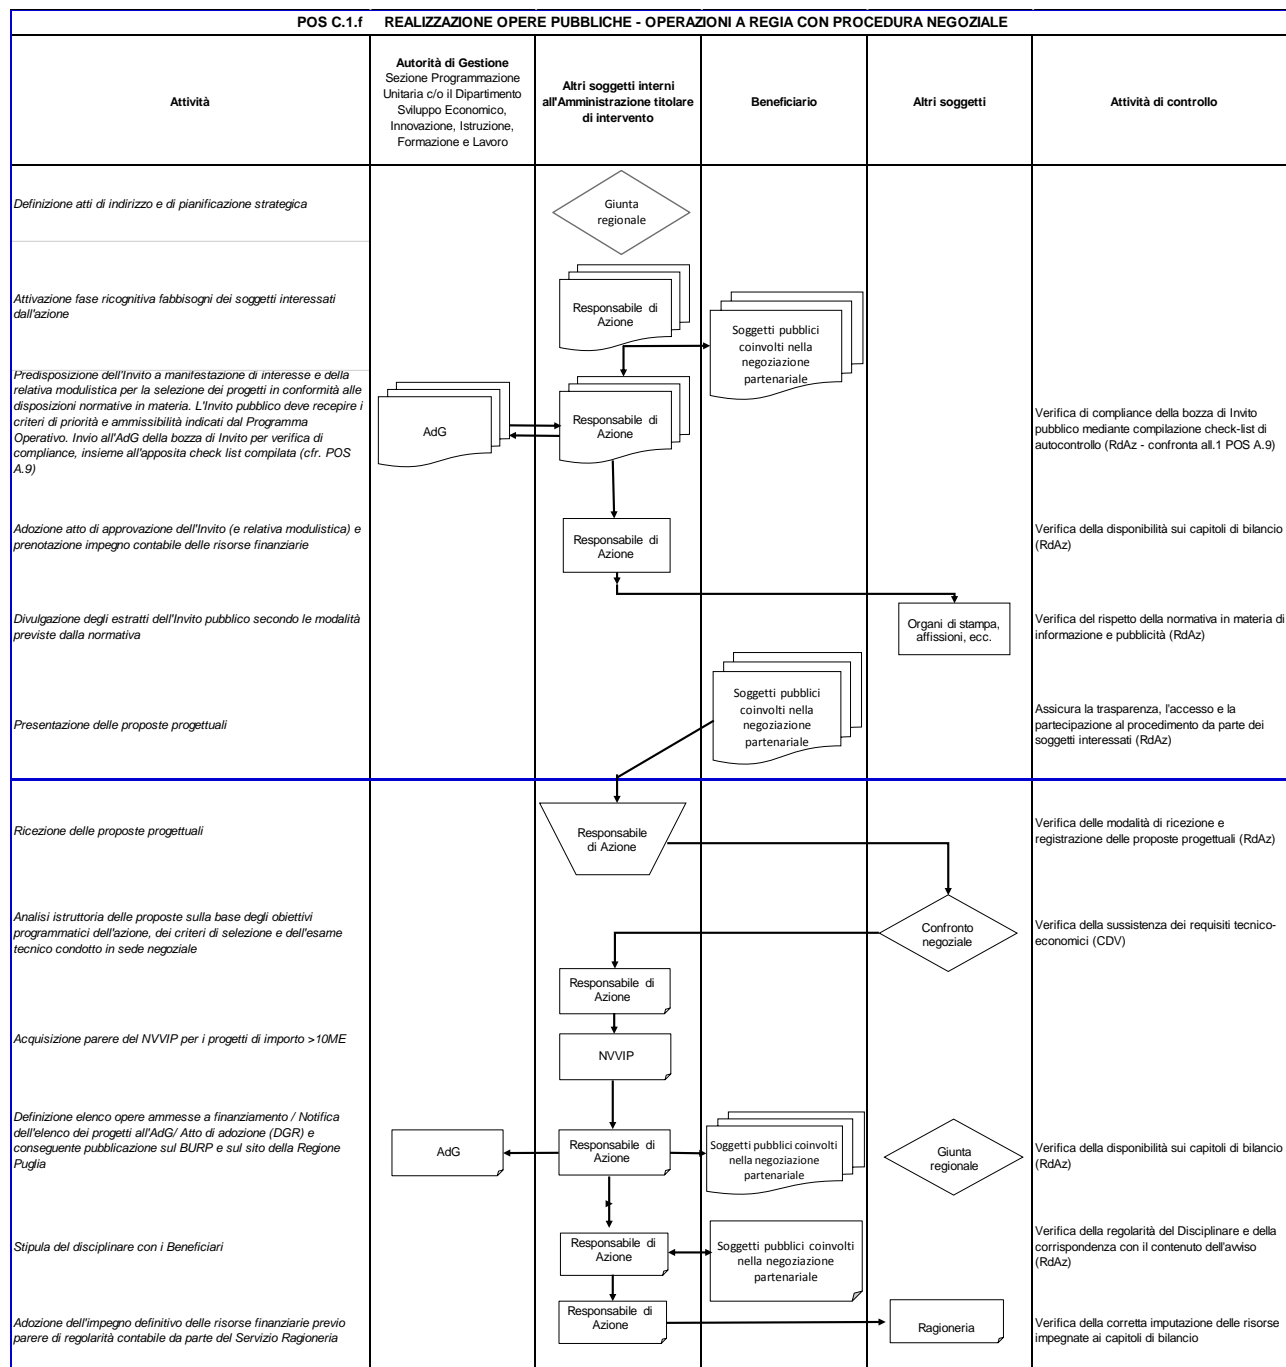 POS C.1.f REALIZZAZIONE OPERE PUBBLICHE - OPERAZIONI A REGIA CON PROCEDURA NEGOZIALE
Attività
Autorità di Gestione
Sezione Programmazione
Unitaria c/o il Dipartimento
Sviluppo Economico,
Innovazione, Istruzione,
Formazione e Lavoro
Altri soggetti interni
all'Amministrazione titolare
di intervento
Beneficiario
Altri soggetti
Attività di controllo
Definizione atti di indirizzo e di pianificazione strategica
Giunta
regionale
Attivazione fase ricognitiva fabbisogni dei soggetti interessati
dall'azione
Responsabile di
Azione
Soggetti pubblici
coinvolti nella
negoziazione
partenariale
Predisposizione dell'Invito a manifestazione di interesse e della
relativa modulistica per la selezione dei progetti in conformità alle
disposizioni normative in materia. L'Invito pubblico deve recepire i
criteri di priorità e ammissibilità indicati dal Programma
Operativo. Invio all'AdG della bozza di Invito per verifica di
compliance, insieme all'apposita check list compilata (cfr. POS
A.9)
AdG
Responsabile di
Azione
Verifica di compliance della bozza di Invito
pubblico mediante compilazione check-list di
autocontrollo (RdAz - confronta all.1 POS A.9)
Adozione atto di approvazione dell'Invito (e relativa modulistica) e
prenotazione impegno contabile delle risorse finanziarie
Responsabile di
Azione
Verifica della disponibilità sui capitoli di bilancio
(RdAz)
Divulgazione degli estratti dell'Invito pubblico secondo le modalità
previste dalla normativa
Organi di stampa,
affissioni, ecc.
Verifica del rispetto della normativa in materia di
informazione e pubblicità (RdAz)
Presentazione delle proposte progettuali
Soggetti pubblici
coinvolti nella
negoziazione
partenariale
Assicura la trasparenza, l'accesso e la
partecipazione al procedimento da parte dei
soggetti interessati (RdAz)
Ricezione delle proposte progettuali
Responsabile
di Azione
Verifica delle modalità di ricezione e
registrazione delle proposte progettuali (RdAz)
Analisi istruttoria delle proposte sulla base degli obiettivi
programmatici dell'azione, dei criteri di selezione e dell'esame
tecnico condotto in sede negoziale
Confronto
negoziale
Verifica della sussistenza dei requisiti tecnico-
economici (CDV)
Responsabile di
Azione
Acquisizione parere del NVVIP per i progetti di importo >10ME
NVVIP
Definizione elenco opere ammesse a finanziamento / Notifica
dell'elenco dei progetti all'AdG/ Atto di adozione (DGR) e
conseguente pubblicazione sul BURP e sul sito della Regione
Puglia
AdG
Responsabile di
Azione
Soggetti pubblici coinvolti
nella negoziazione
partenariale
Giunta
regionale
Verifica della disponibilità sui capitoli di bilancio
(RdAz)
Stipula del disciplinare con i Beneficiari
Responsabile di
Azione
Soggetti pubblici coinvolti
nella negoziazione
partenariale
Verifica della regolarità del Disciplinare e della
corrispondenza con il contenuto dell'avviso
(RdAz)
Adozione dell'impegno definitivo delle risorse finanziarie previo
parere di regolarità contabile da parte del Servizio Ragioneria
Responsabile di
Azione
Ragioneria
Verifica della corretta imputazione delle risorse
impegnate ai capitoli di bilancio